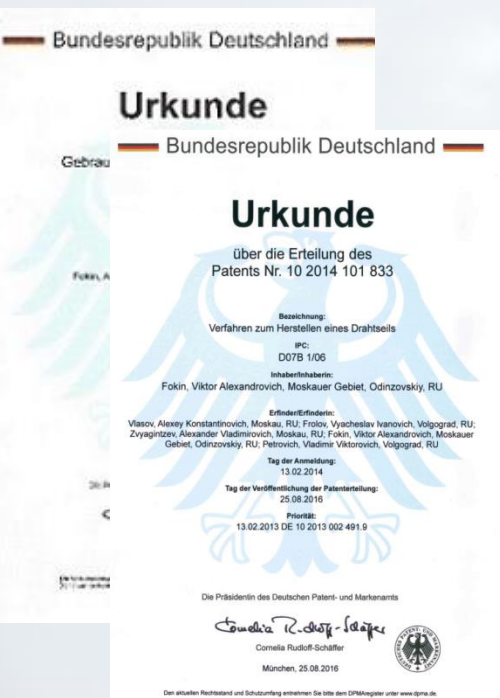 Bundesrepublik Deutschland
Urkunde
Gebrau
Fokin, A
Bundesrepublik Deutschland
Urkunde
über die Erteilung des
Patents Nr. 10 2014 101 833
Bezeichnung:
Verfahren zum Herstellen eines Drahtseils
IPC:
D07B 1/06
Inhaber/Inhaberin:
Fokin, Viktor Alexandrovich, Moskauer Gebiet, Odinzovskiy, RU
Erfinder/Erfinderin:
Vlasov, Alexey Konstantinovich, Moskau, RU; Frolov, Vyacheslav Ivanovich, Volgograd, RU;
Zvyagintzev, Alexander Vladimirovich, Moskau, RU; Fokin, Viktor Alexandrovich, Moskauer
Gebiet, Odinzovskiy, RU; Petrovich, Vladimir Viktorovich, Volgograd, RU
Tag der Anmeldung:
13.02.2014
Tag der Veröffentlichung der Patenterteilung:
25.08.2016
Priorität:
13.02.2013 DE 10 2013 002 491.9
Die Präsidentin des Deutschen Patent- und Markenamts
Cornelia Rudloff-Schäffer
Cornelia Rudloff-Schäffer
München, 25.08.2016
Den aktuellen Rechtsstand und Schutzumfang entnehmen Sie bitte dem DPMAregister unter www.dpma.de.